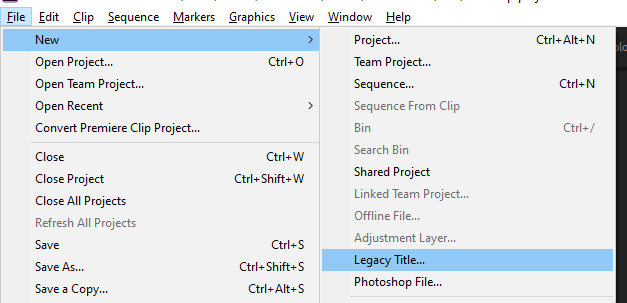 File Edit Clip Sequence Markers Graphics View Window Help
New
Open Project... Ctrl+O
Open Team Project...
Open Recent
Convert Premiere Clip Project...
Close Ctrl+W
Close Project Ctrl+Shift+W
Close All Projects
Refresh All Projects
Save Ctrl+S
Save As... Ctrl+Shift+S
Save a Copy... Ctrl+Alt+S
Project... Ctrl+Alt+N
Team Project...
Sequence... Ctrl+N
Sequence From Clip
Bin Ctrl+/
Search Bin
Shared Project
Linked Team Project...
Offline File...
Adjustment Layer...
Legacy Title...
Photoshop File...